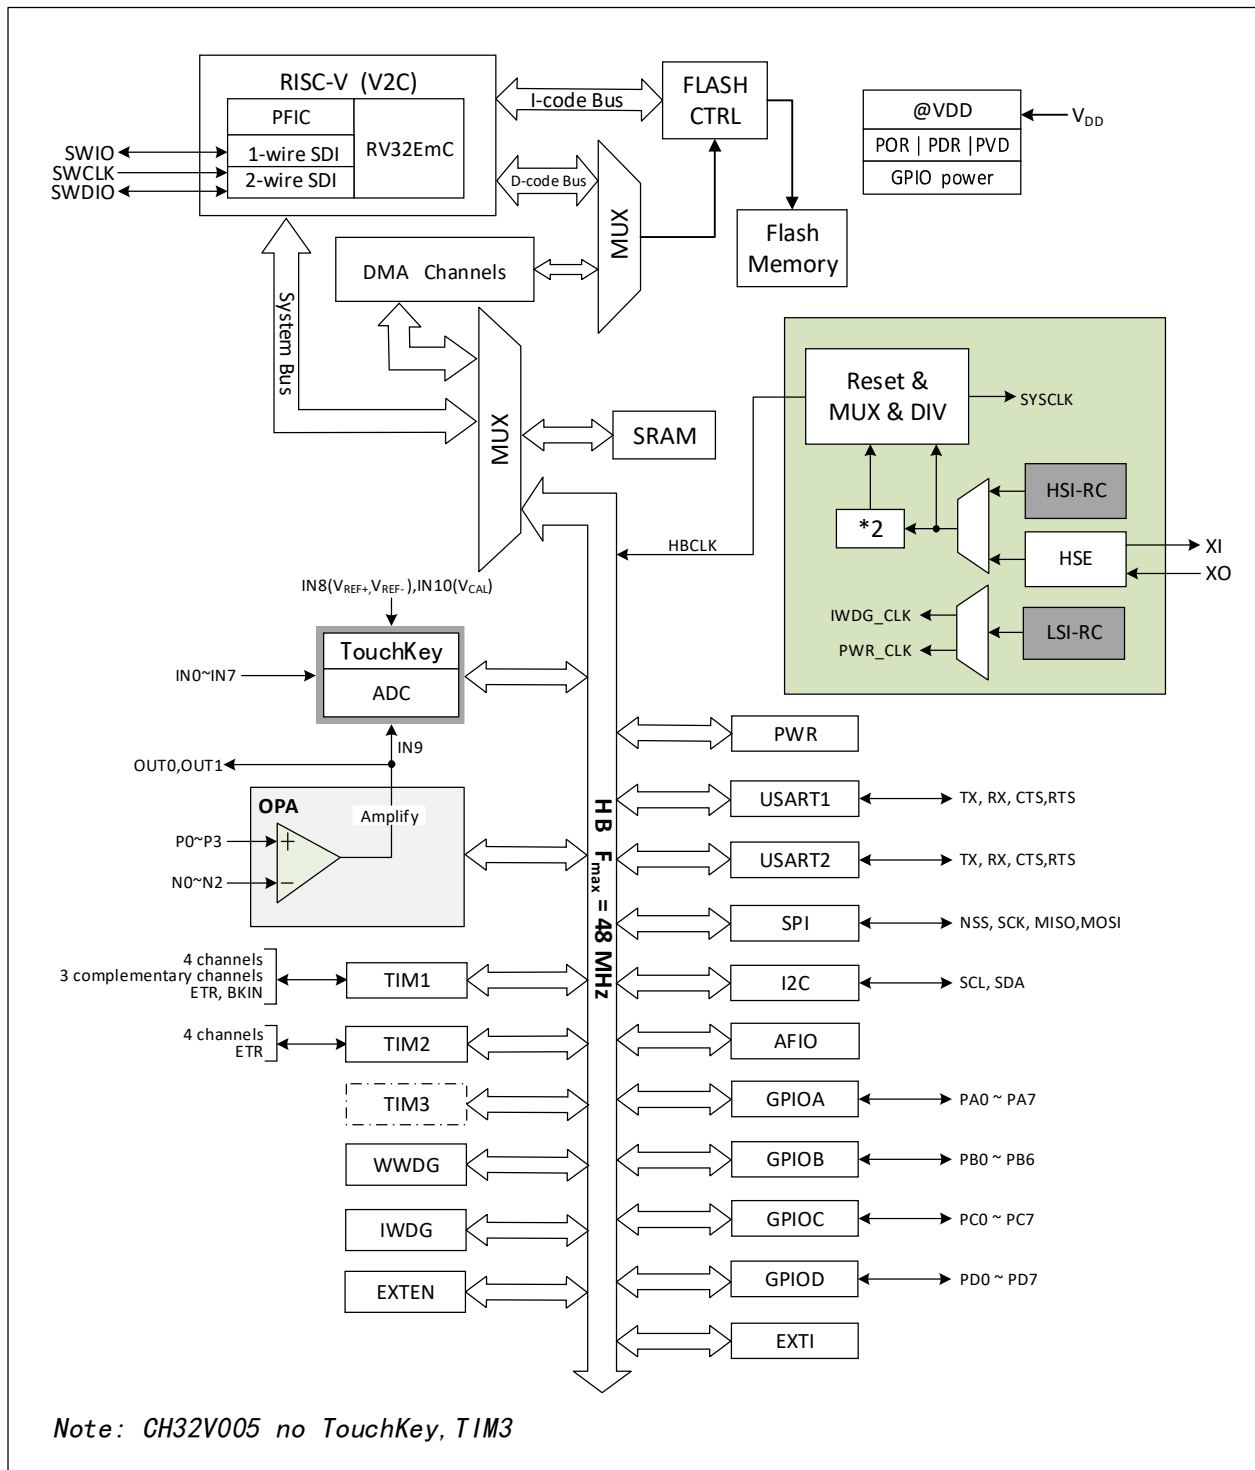 RISC-V (V2C)
PFIC
1-wire SDI
2-wire SDI
RV32EmC
SWIO
SWCLK
SWDIO
I-code Bus
D-code Bus
FLASH
CTRL
Flash
Memory
@VDD
POR | PDR |PVD
GPIO power
VDD
MUX
DMA Channels
System Bus
MUX
SRAM
Reset &
MUX & DIV
SYSCLK
HSI-RC
*2
HBCLK
HSE
XI
XO
IWDG_CLK
PWR_CLK
LSI-RC
IN8(VREF+,VREF-),IN10(VCAL)
TouchKey
ADC
IN0~IN7
IN9
OUT0,OUT1
OPA
Amplify
P0~P3
+
N0~N2
−
HB Fmax = 48 MHz
4 channels
3 complementary channels
ETR, BKIN
TIM1
4 channels
ETR
TIM2
TIM3
WWDG
IWDG
EXTEN
PWR
USART1
TX, RX, CTS,RTS
USART2
TX, RX, CTS,RTS
SPI
NSS, SCK, MISO,MOSI
I2C
SCL, SDA
AFIO
GPIOA
PA0 ~ PA7
GPIOB
PB0 ~ PB6
GPIOC
PC0 ~ PC7
GPIOD
PD0 ~ PD7
EXTI
Note: CH32V005 no TouchKey, TIM3